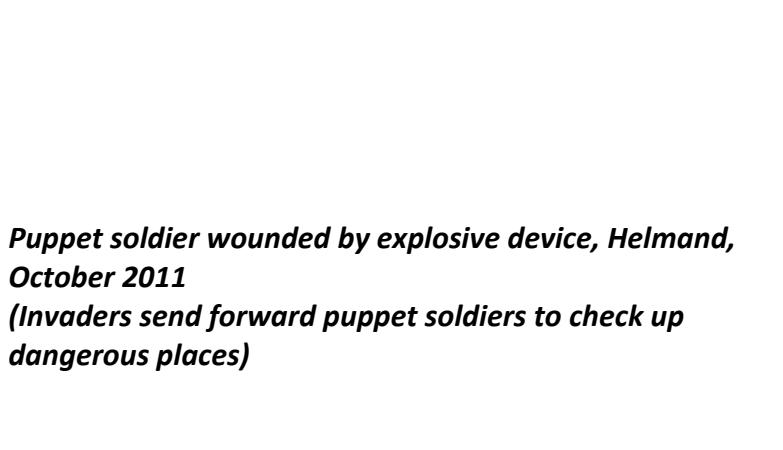 Puppet soldier wounded by explosive device, Helmand,
October 2011
(Invaders send forward puppet soldiers to check up
dangerous places)